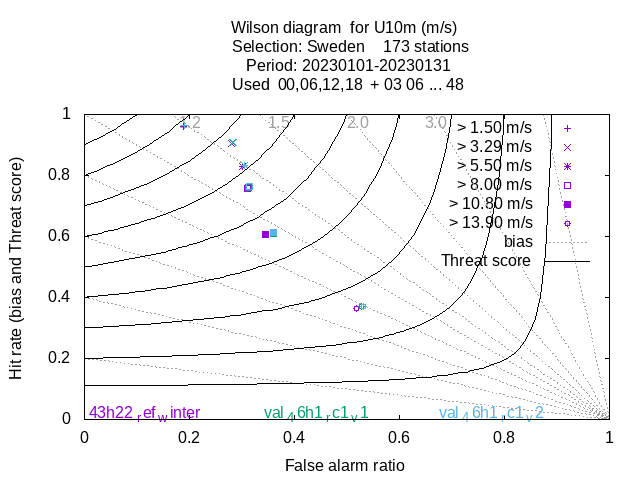 Wilson diagram  for U10m (m/s)
Selection: Sweden    173 stations
Period: 20230101-20230131
Used  00,06,12,18  + 03 06 ... 48
Hit rate (bias and Threat score)
1
0.8
0.6
0.4
0.2
0
1.2
1.5
2.0
3.0
> 1.50 m/s
> 3.29 m/s
> 5.50 m/s
> 8.00 m/s
> 10.80 m/s
> 13.90 m/s
bias
Threat score
43h22refwinter
val46h1rc1v1
val46h1rc1v2
0 0.2 0.4 0.6 0.8 1
False alarm ratio